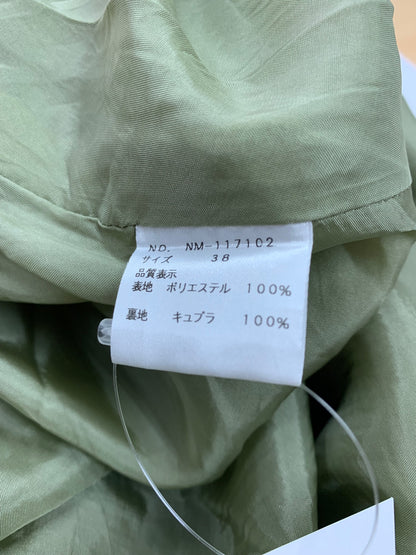 NO. NM-117102
サイズ 38
品質表示
表地 ポリエステル 100%
裏地 キュプラ 100%